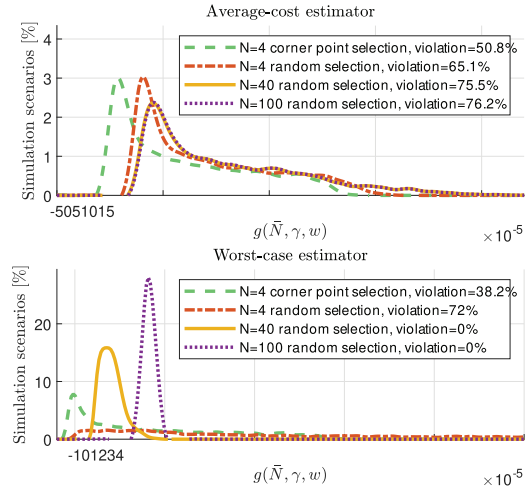 Average-cost estimator
Simulation scenarios [%]
4
3
2
1
0
N=4 corner point selection, violation=50.8%
N=4 random selection, violation=65.1%
N=40 random selection, violation=75.5%
N=100 random selection, violation=76.2%
-5051015
g(N̄, γ, w)
×10⁻⁵
Worst-case estimator
Simulation scenarios [%]
20
10
0
N=4 corner point selection, violation=38.2%
N=4 random selection, violation=72%
N=40 random selection, violation=0%
N=100 random selection, violation=0%
-101234
g(N̄, γ, w)
×10⁻⁵